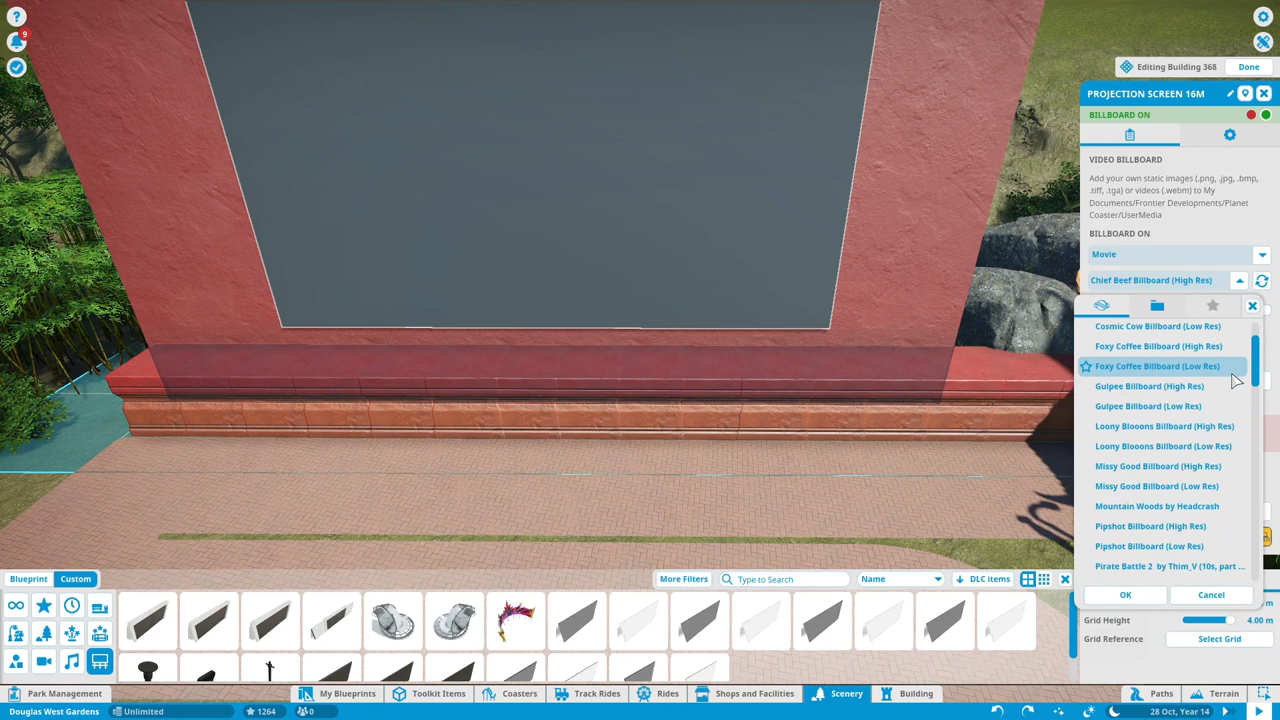 ?
9
Editing Building 368
Done
PROJECTION SCREEN 16M
BILLBOARD ON
VIDEO BILLBOARD
Add your own static images (.png, .jpg, .bmp,
.tiff, .tga) or videos (.webm) to My
Documents/Frontier Developments/Planet
Coaster/UserMedia
BILLBOARD ON
Movie
Chief Beef Billboard (High Res)
Cosmic Cow Billboard (Low Res)
Foxy Coffee Billboard (High Res)
Foxy Coffee Billboard (Low Res)
Gulpee Billboard (High Res)
Gulpee Billboard (Low Res)
Loony Blooons Billboard (High Res)
Loony Blooons Billboard (Low Res)
Missy Good Billboard (High Res)
Missy Good Billboard (Low Res)
Mountain Woods by Headcrash
Pipshot Billboard (High Res)
Pipshot Billboard (Low Res)
Pirate Battle 2 by Thim_V (10s, part ...
OK
Cancel
m
Grid Height
4.00 m
Grid Reference
Select Grid
Blueprint
Custom
More Filters
Type to Search
Name
DLC items
Park Management
My Blueprints
Toolkit Items
Coasters
Track Rides
Rides
Shops and Facilities
Scenery
Building
Paths
Terrain
Douglas West Gardens
Unlimited
1264
0
28 Oct, Year 14